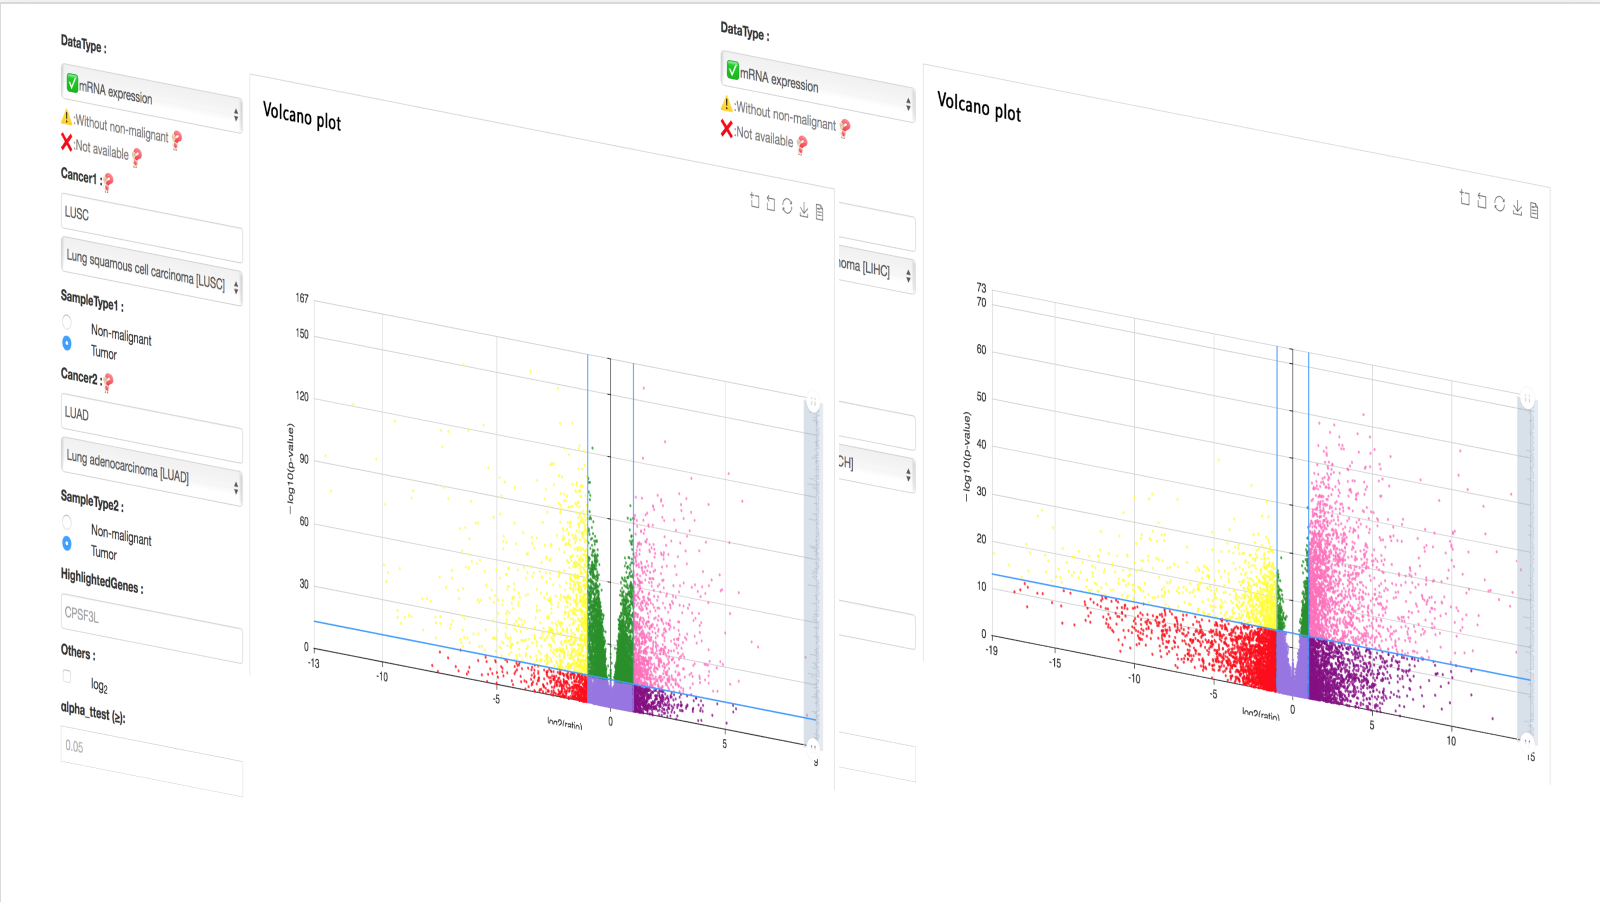 DataType :
✅mRNA expression
⚠:Without non-malignant ❓
❌:Not available ❓
Cancer1 :❓
LUSC
Lung squamous cell carcinoma [LUSC]
SampleType1 :
Non-malignant
Tumor
Cancer2 :❓
LUAD
Lung adenocarcinoma [LUAD]
SampleType2 :
Non-malignant
Tumor
HighlightedGenes :
CPSF3L
Others :
log2
alpha_ttest (≥):
0.05
Volcano plot
167
150
120
90
60
30
0
-log10(p-value)
-13
-10
-5
0
5
9
log2(ratio)
DataType :
✅mRNA expression
⚠:Without non-malignant ❓
❌:Not available ❓
noma [LIHC]
CH]
Volcano plot
73
70
60
50
40
30
20
10
0
-log10(p-value)
-19
-15
-10
-5
0
5
10
15
log2(ratio)